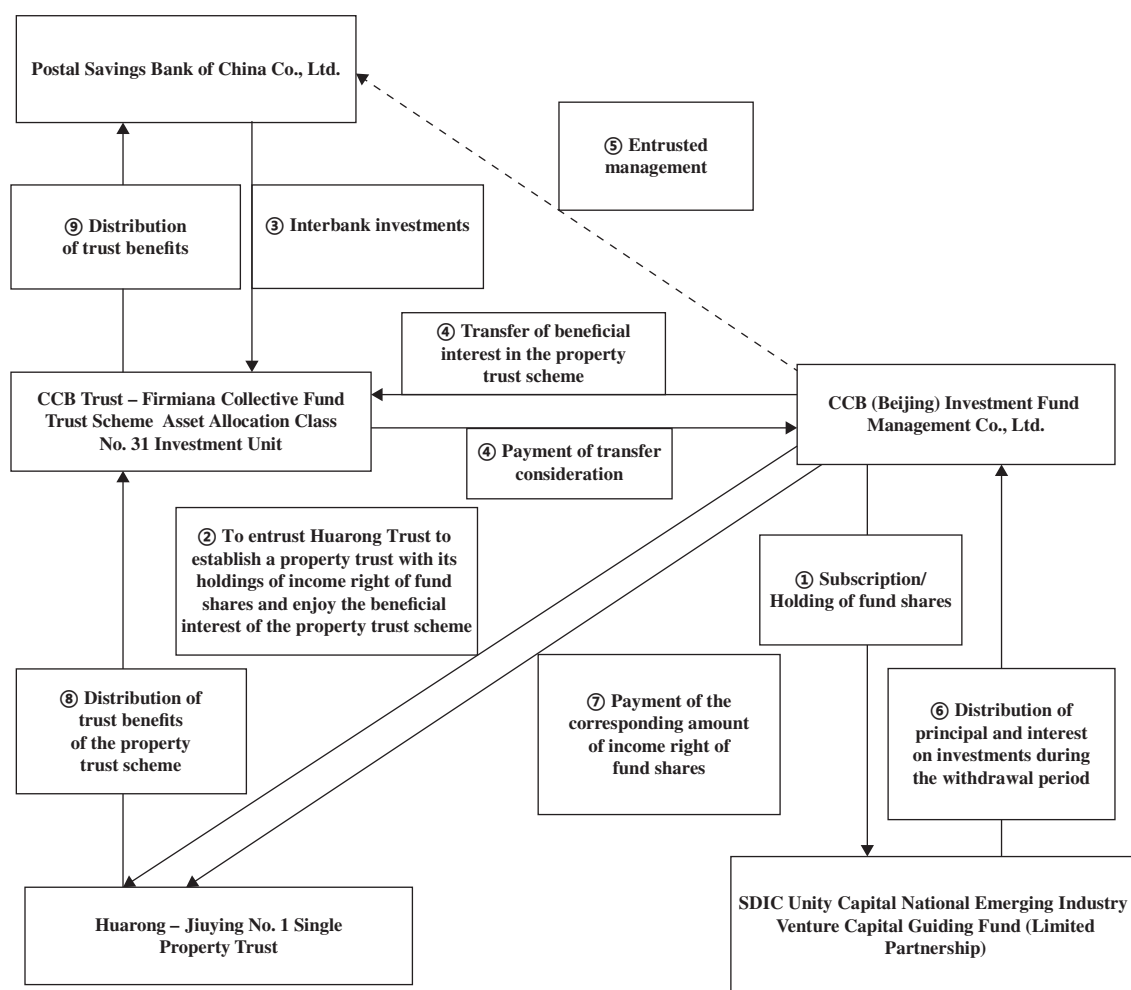 Postal Savings Bank of China Co., Ltd.
⑤ Entrusted
management
⑨ Distribution
of trust benefits
③ Interbank investments
④ Transfer of beneficial
interest in the property
trust scheme
CCB Trust – Firmiana Collective Fund
Trust Scheme Asset Allocation Class
No. 31 Investment Unit
CCB (Beijing) Investment Fund
Management Co., Ltd.
④ Payment of transfer
consideration
② To entrust Huarong Trust to
establish a property trust with its
holdings of income right of fund
shares and enjoy the beneficial
interest of the property trust scheme
① Subscription/
Holding of fund shares
⑧ Distribution of
trust benefits
of the property
trust scheme
⑦ Payment of the
corresponding amount
of income right of
fund shares
⑥ Distribution of
principal and interest
on investments during
the withdrawal period
Huarong – Jiuying No. 1 Single
Property Trust
SDIC Unity Capital National Emerging Industry
Venture Capital Guiding Fund (Limited
Partnership)